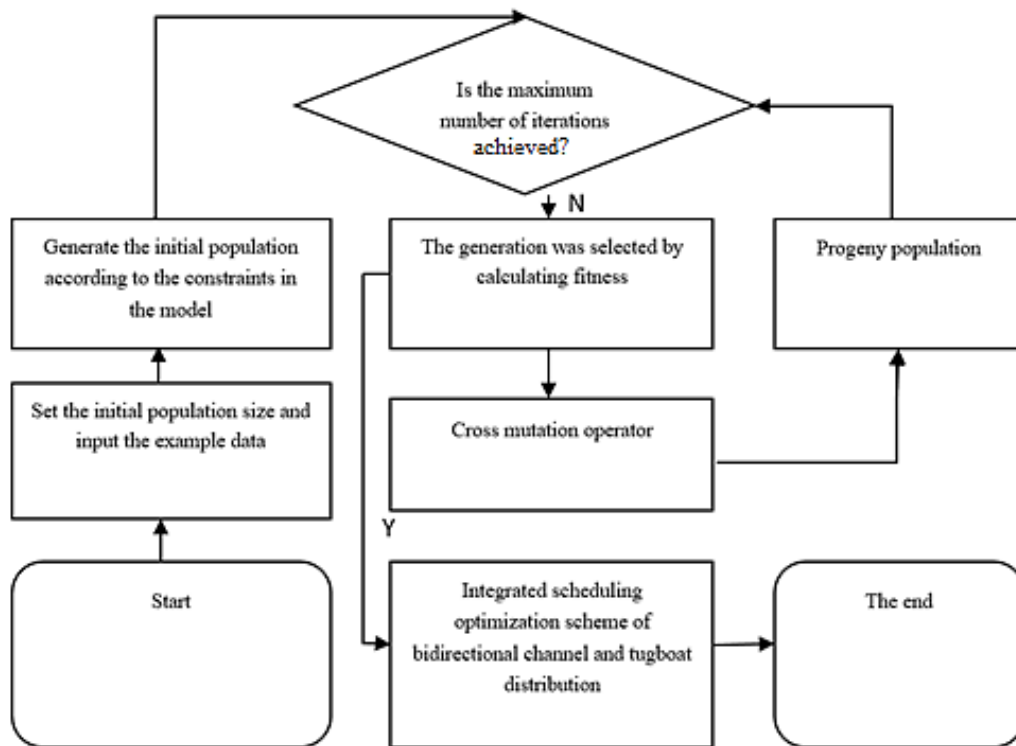 Is the maximum
number of iterations
achieved?
N
Generate the initial population
according to the constraints in
the model
The generation was selected by
calculating fitness
Progeny population
Set the initial population size and
input the example data
Cross mutation operator
Y
Start
Integrated scheduling
optimization scheme of
bidirectional channel and tugboat
distribution
The end